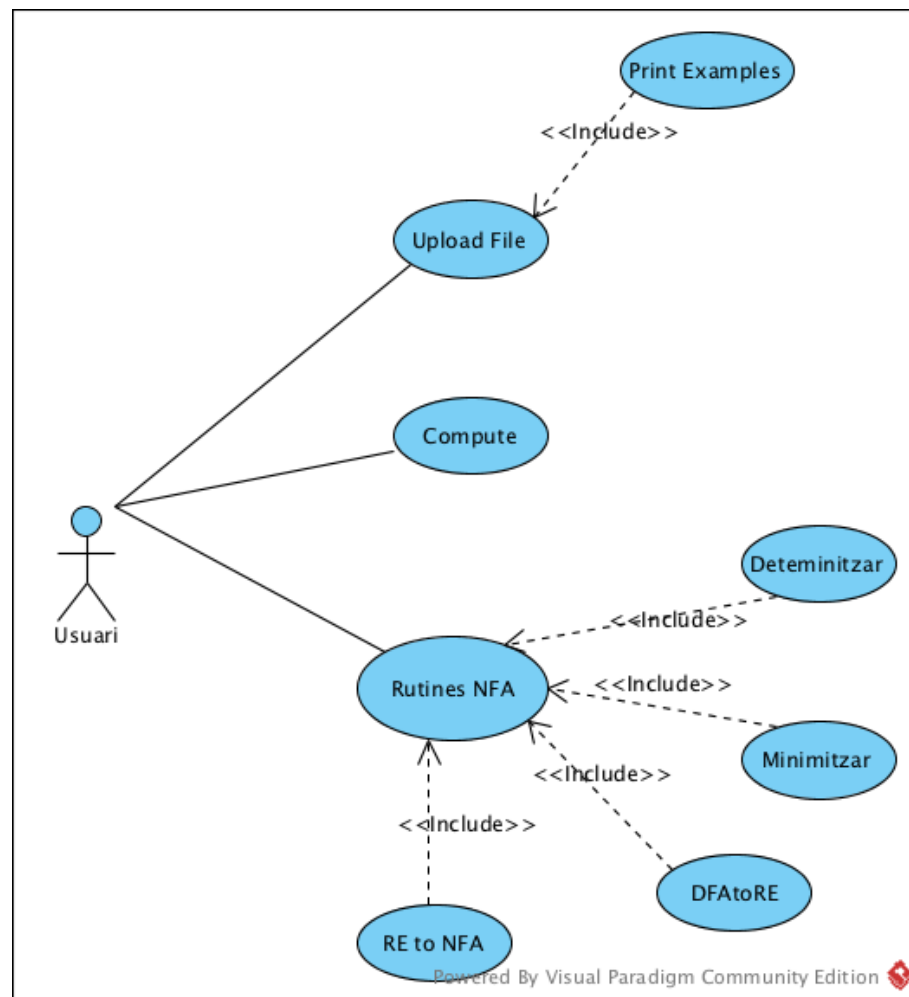 Print Examples
<<Include>>
Upload File
Compute
Usuari
Deteminitzar
<<Include>>
Rutines NFA
<<Include>>
Minimitzar
<<Include>>
<<Include>>
DFAtoRE
RE to NFA
Powered By Visual Paradigm Community Edition